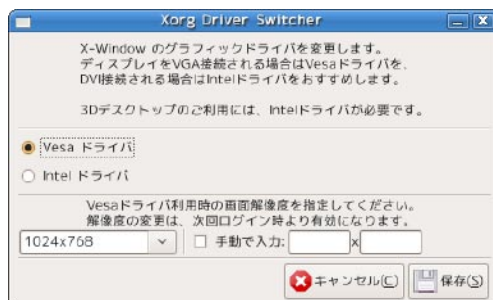 Xorg Driver Switcher
X-Window のグラフィックドライバを変更します。
ディスプレイをVGA接続される場合はVesaドライバを、
DVI接続される場合はIntelドライバをおすすめします。
3Dデスクトップのご利用には、Intelドライバが必要です。
Vesa ドライバ
Intel ドライバ
Vesaドライバ利用時の画面解像度を指定してください。
解像度の変更は、次回ログイン時より有効になります。
1024x768 手動で入力: x
キャンセル(C) 保存(S)